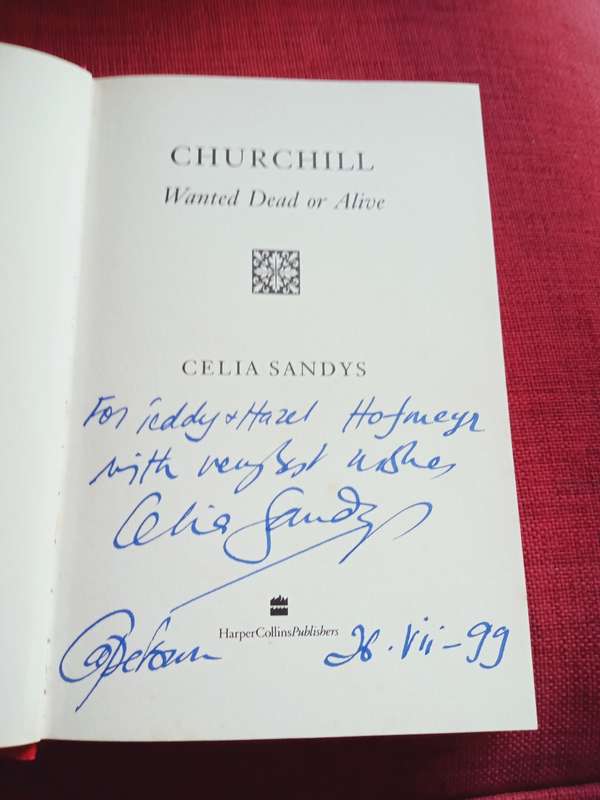 CHURCHILL
Wanted Dead or Alive
CELIA SANDYS
For Teddy + Hazel Hofmeyr
with very best wishes
Celia Sandys
HarperCollinsPublishers
Capetown 26·Vii-99